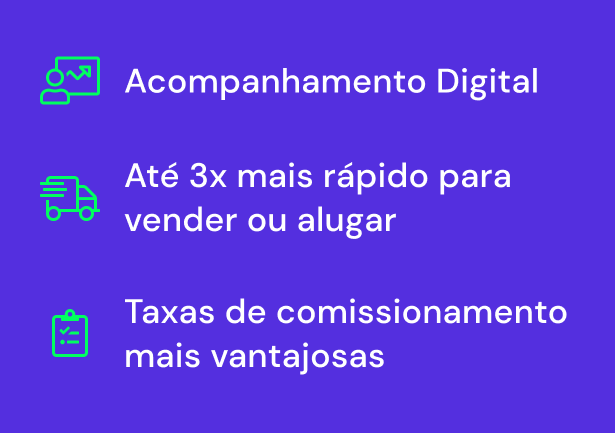 Acompanhamento Digital
Até 3x mais rápido para
vender ou alugar
Taxas de comissionamento
mais vantajosas